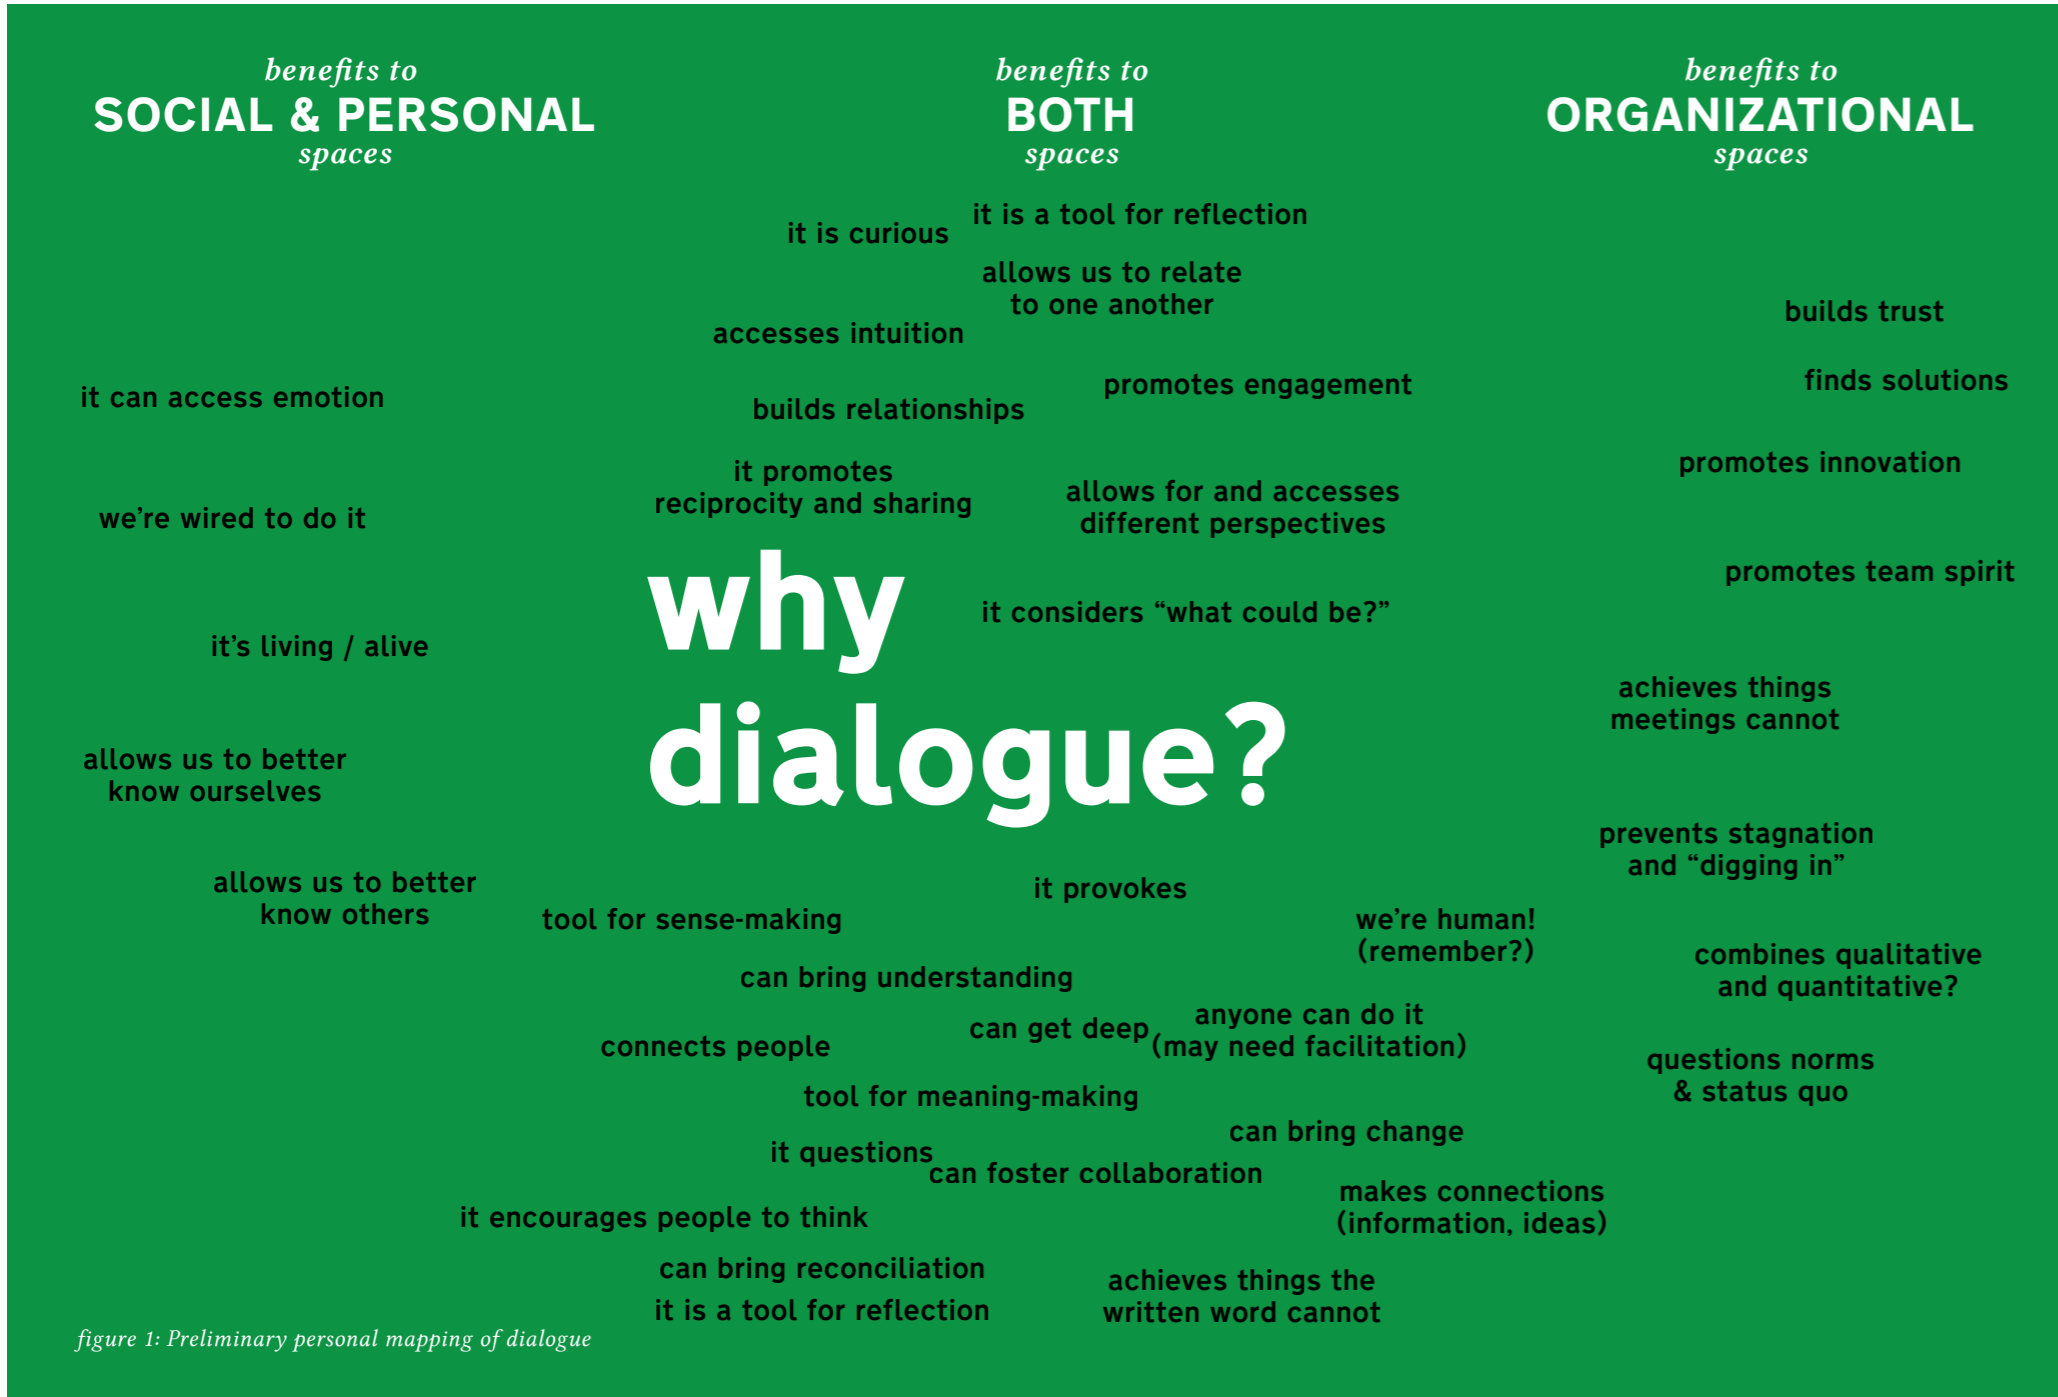 benefits to
SOCIAL & PERSONAL
spaces
it can access emotion
we're wired to do it
it's living / alive
allows us to better
know ourselves
allows us to better
know others
benefits to
BOTH
spaces
it is curious
it is a tool for reflection
allows us to relate
to one another
accesses intuition
promotes engagement
builds relationships
it promotes
reciprocity and sharing
allows for and accesses
different perspectives
why
dialogue?
it considers “what could be?”
it provokes
tool for sense-making
we're human!
(remember?)
can bring understanding
can get deep
anyone can do it
(may need facilitation)
connects people
tool for meaning-making
can bring change
it questions
can foster collaboration
makes connections
(information, ideas)
it encourages people to think
can bring reconciliation
it is a tool for reflection
achieves things the
written word cannot
benefits to
ORGANIZATIONAL
spaces
builds trust
finds solutions
promotes innovation
promotes team spirit
achieves things
meetings cannot
prevents stagnation
and “digging in”
combines qualitative
and quantitative?
questions norms
& status quo
figure 1: Preliminary personal mapping of dialogue